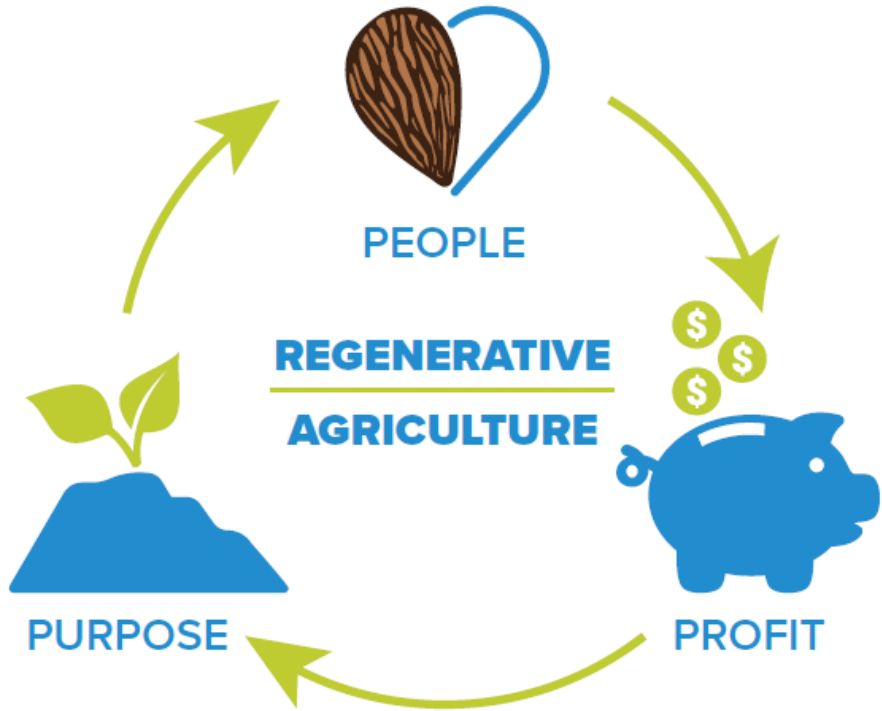 PEOPLE
REGENERATIVE
AGRICULTURE
$
$
$
PURPOSE
PROFIT